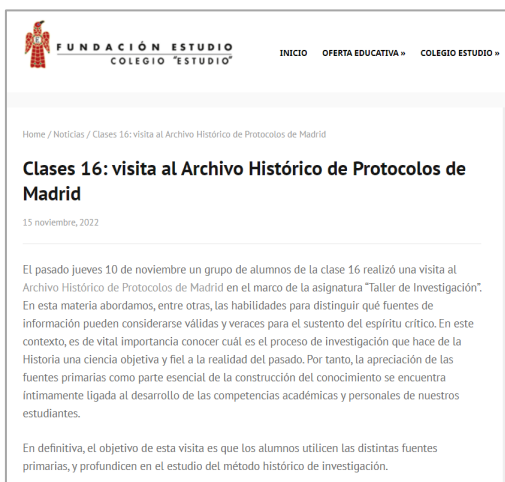 FUNDACIÓN ESTUDIO
COLEGIO "ESTUDIO"
INICIO OFERTA EDUCATIVA » COLEGIO ESTUDIO »
Home / Noticias / Clases 16: visita al Archivo Histórico de Protocolos de Madrid
Clases 16: visita al Archivo Histórico de Protocolos de
Madrid
15 noviembre, 2022
El pasado jueves 10 de noviembre un grupo de alumnos de la clase 16 realizó una visita al
Archivo Histórico de Protocolos de Madrid en el marco de la asignatura “Taller de Investigación”.
En esta materia abordamos, entre otras, las habilidades para distinguir qué fuentes de
información pueden considerarse válidas y veraces para el sustento del espíritu crítico. En este
contexto, es de vital importancia conocer cuál es el proceso de investigación que hace de la
Historia una ciencia objetiva y fiel a la realidad del pasado. Por tanto, la apreciación de las
fuentes primarias como parte esencial de la construcción del conocimiento se encuentra
íntimamente ligada al desarrollo de las competencias académicas y personales de nuestros
estudiantes.
En definitiva, el objetivo de esta visita es que los alumnos utilicen las distintas fuentes
primarias, y profundicen en el estudio del método histórico de investigación.